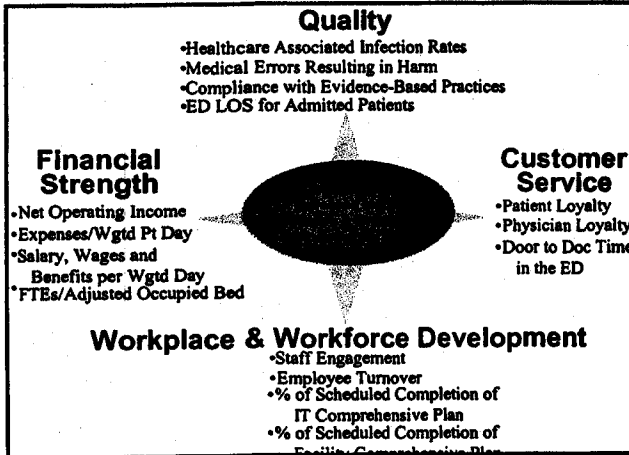 Quality
•Healthcare Associated Infection Rates
•Medical Errors Resulting in Harm
•Compliance with Evidence-Based Practices
•ED LOS for Admitted Patients
Financial
Strength
•Net Operating Income
•Expenses/Wgtd Pt Day
•Salary, Wages and
Benefits per Wgtd Day
•FTEs/Adjusted Occupied Bed
Customer
Service
•Patient Loyalty
•Physician Loyalty
•Door to Doc Time
in the ED
Workplace & Workforce Development
•Staff Engagement
•Employee Turnover
•% of Scheduled Completion of
IT Comprehensive Plan
•% of Scheduled Completion of
Facility Comprehensive Plan